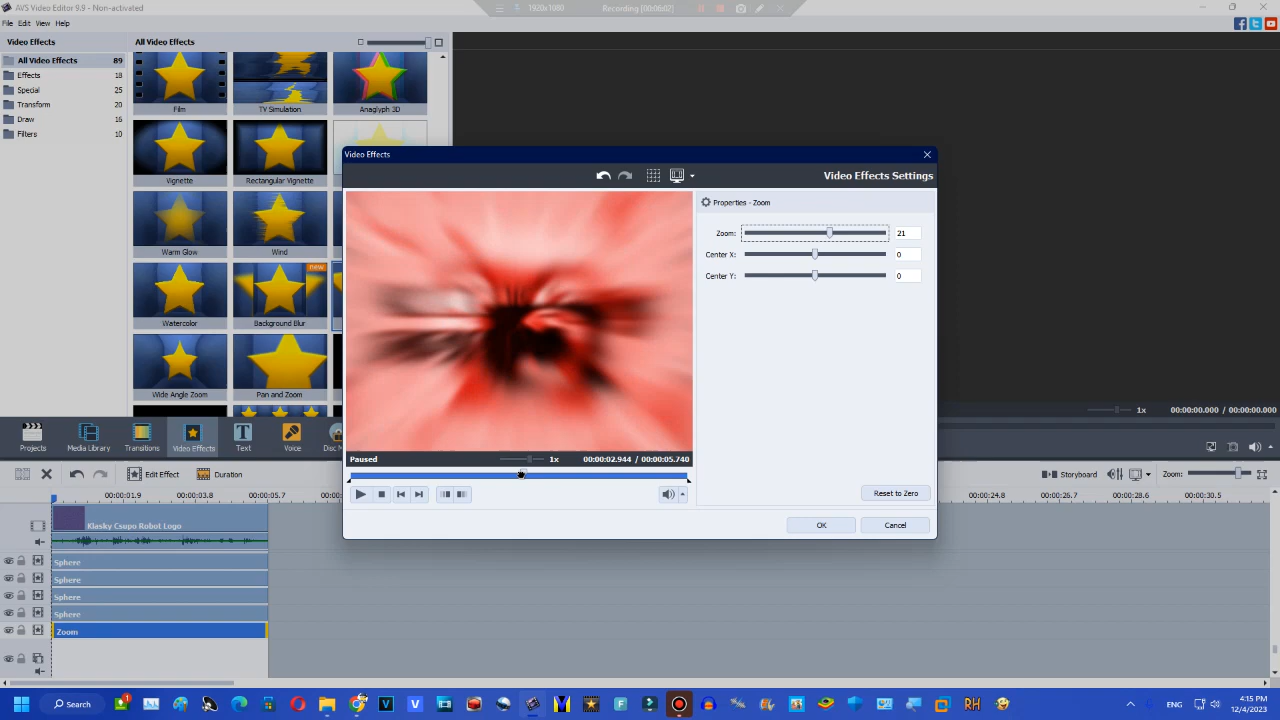 AVS Video Editor 9.9 - Non-activated
1920x1080
Recording [00:00:02]
File Edit View Help
Video Effects
All Video Effects
All Video Effects 89
Effects 18
Special 25
Transform 20
Draw 16
Filters 10
Film
TV Simulation
Anaglyph 3D
Vignette
Rectangular Vignette
Warm Glow
Wind
new
Watercolor
Background Blur
Wide Angle Zoom
Pan and Zoom
Video Effects
Video Effects Settings
Properties - Zoom
Zoom: 21
Center X: 0
Center Y: 0
Paused
1x
00:00:02.944 / 00:00:05.740
Reset to Zero
OK
Cancel
1x
00:00:00.000 / 00:00:00.000
Projects
Media Library
Transitions
Video Effects
Text
Voice
Disc M
Edit Effect
Duration
Storyboard
Zoom:
00:00:01.9
00:00:03.8
00:00:05.7
00:00:24.8
00:00:26.7
00:00:28.6
00:00:30.5
Klasky Csupo Robot Logo
Sphere
Sphere
Sphere
Sphere
Zoom
Search
1
RH
ENG
4:15 PM
12/4/2023